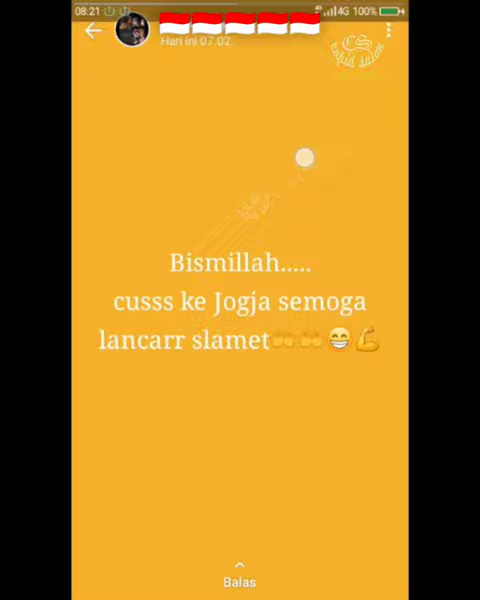 08:21 4G 100%
Hari ini 07.02
Bismillah.....
cusss ke Jogja semoga
lancarr slamet🤲🤲😁💪
Balas